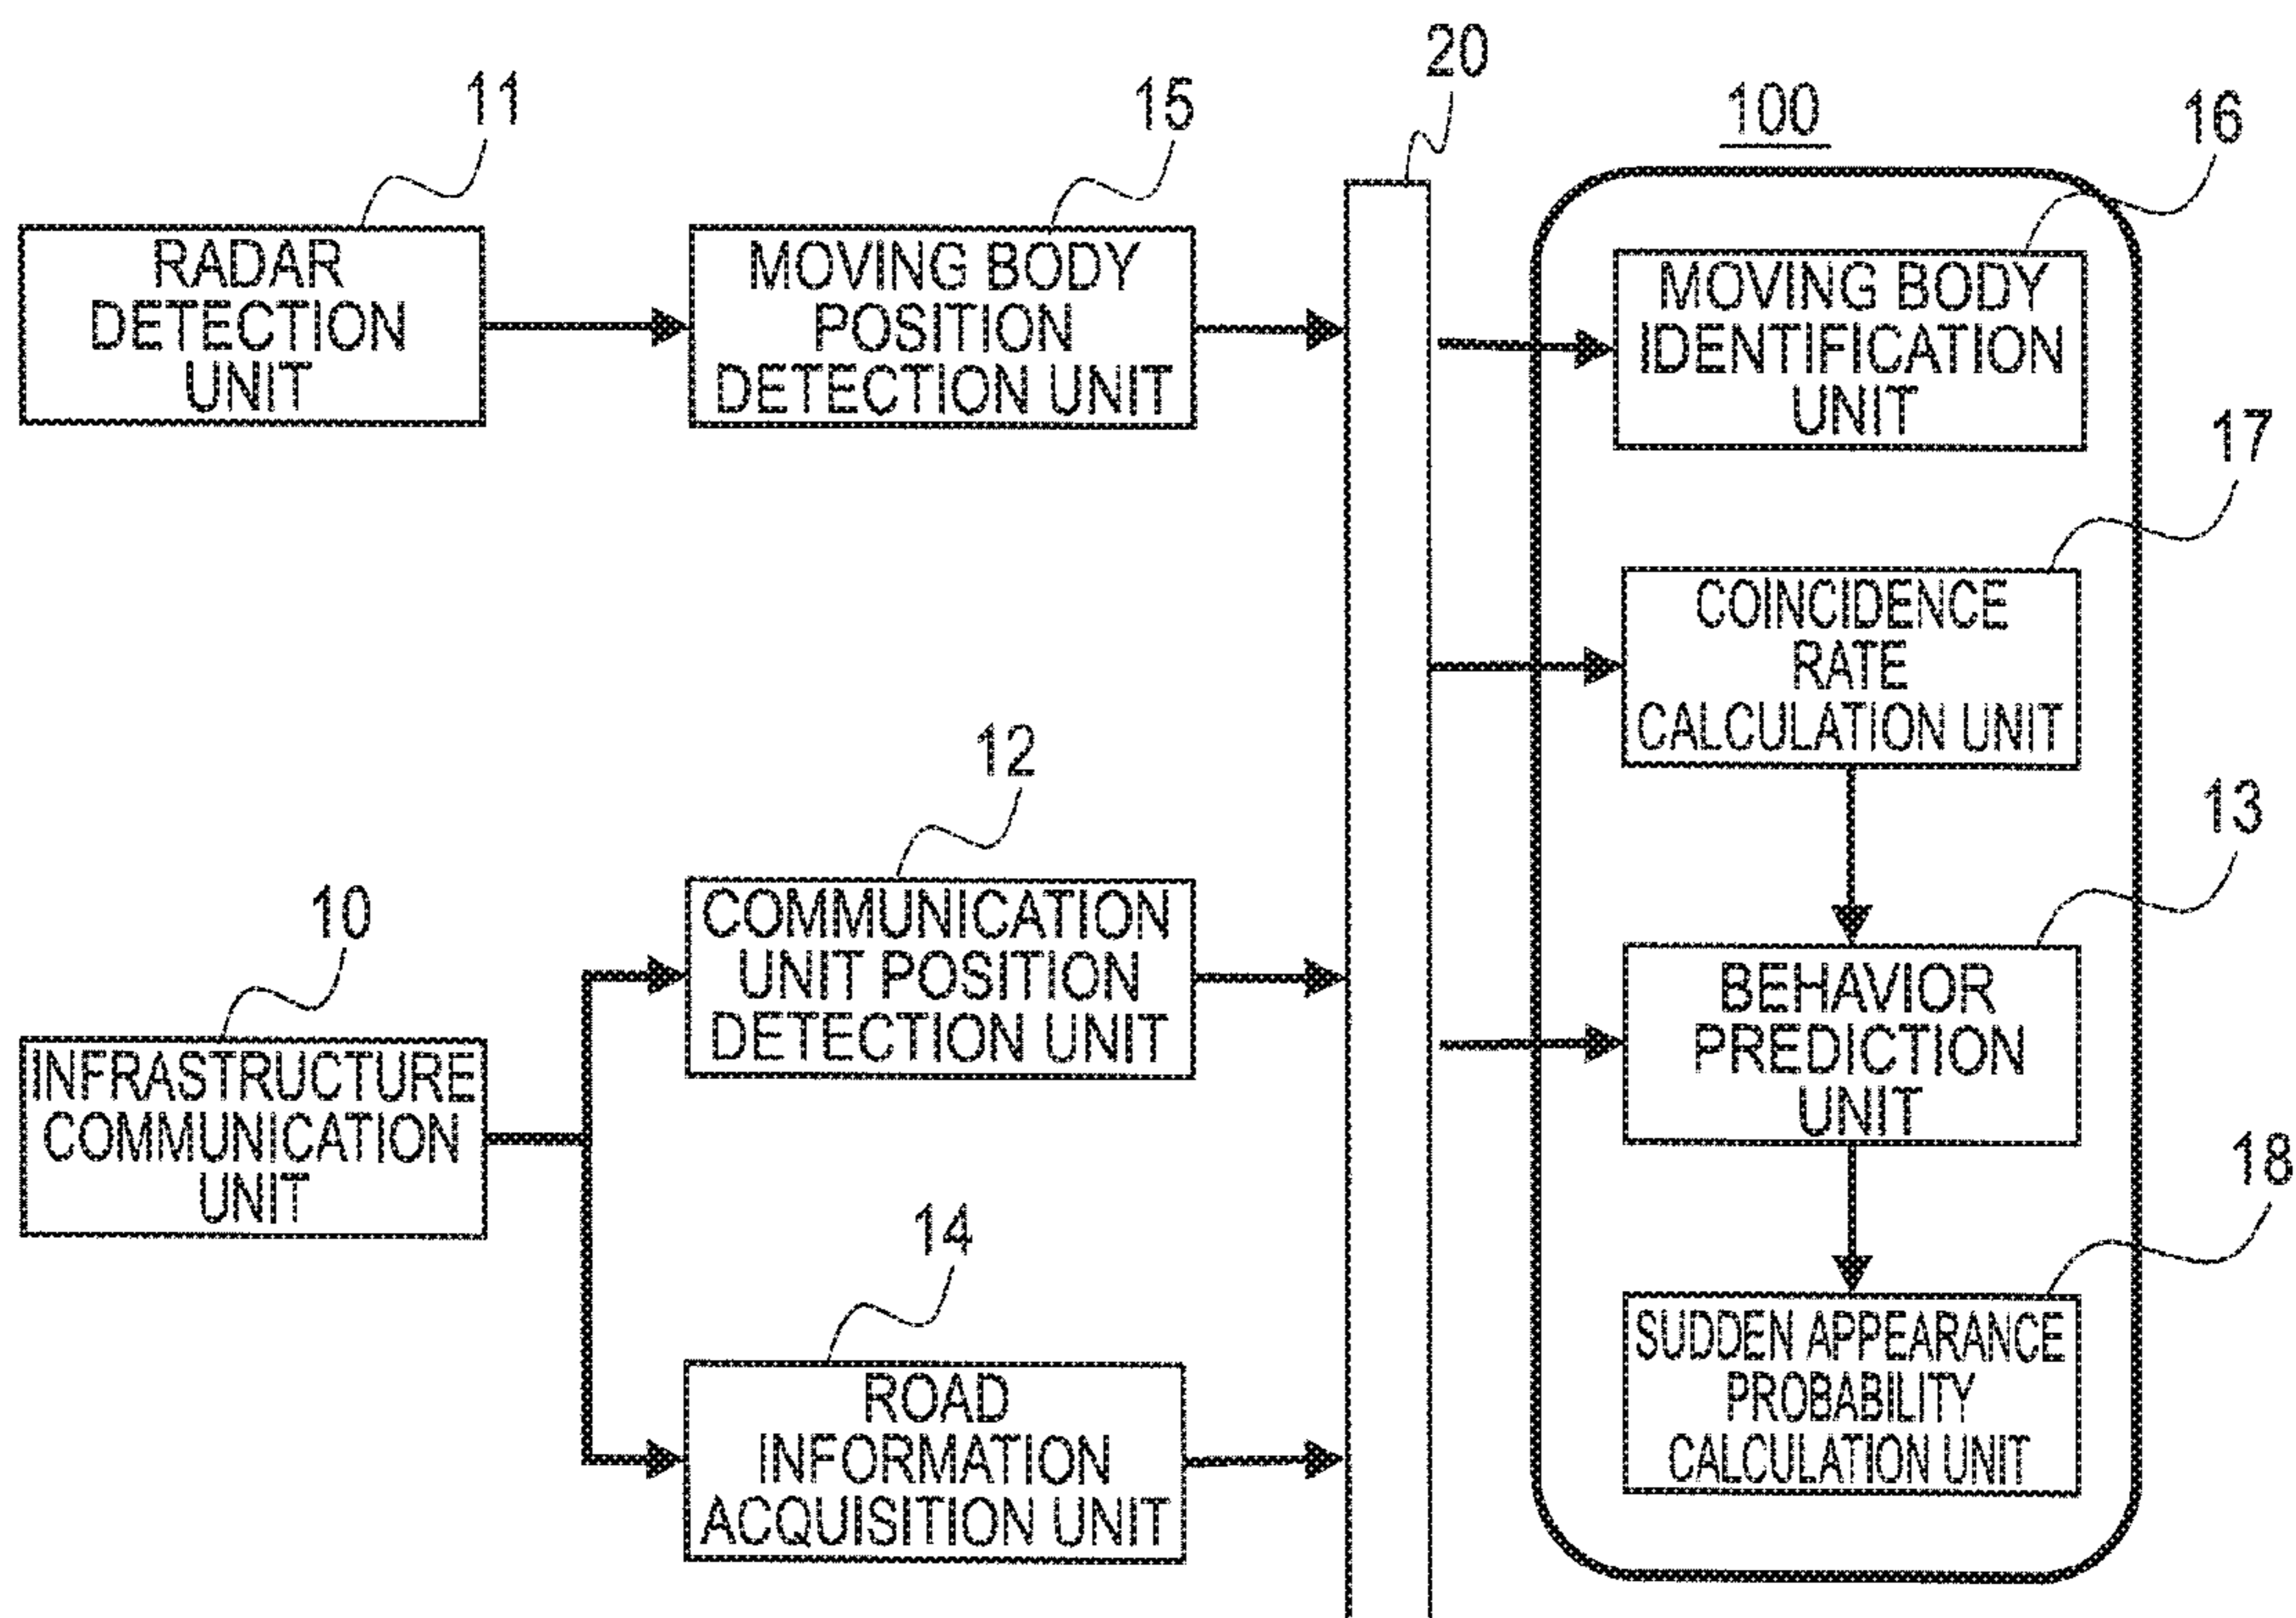 20
100
11
15
16
RADAR
DETECTION
UNIT
MOVING BODY
POSITION
DETECTION UNIT
MOVING BODY
IDENTIFICATION
UNIT
17
COINCIDENCE
RATE
CALCULATION UNIT
12
13
10
COMMUNICATION
UNIT POSITION
DETECTION UNIT
BEHAVIOR
PREDICTION
UNIT
INFRASTRUCTURE
COMMUNICATION
UNIT
18
14
SUDDEN APPEARANCE
PROBABILITY
CALCULATION UNIT
ROAD
INFORMATION
ACQUISITION UNIT